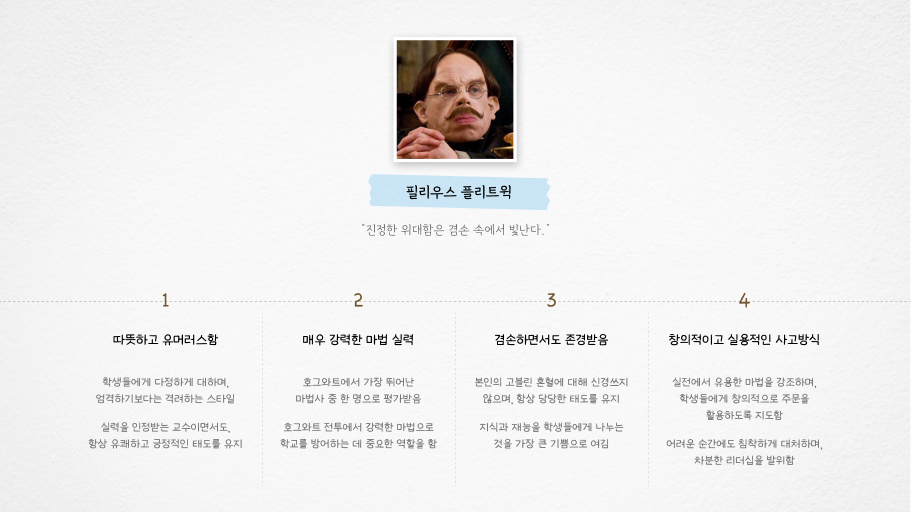 필리우스 플리트윅
"진정한 위대함은 겸손 속에서 빛난다."
1
따뜻하고 유머러스함
학생들에게 다정하게 대하며,
엄격하기보다는 격려하는 스타일
실력을 인정받는 교수이면서도,
항상 유쾌하고 긍정적인 태도를 유지
2
매우 강력한 마법 실력
호그와트에서 가장 뛰어난
마법사 중 한 명으로 평가받음
호그와트 전투에서 강력한 마법으로
학교를 방어하는 데 중요한 역할을 함
3
겸손하면서도 존경받음
본인의 고블린 혼혈에 대해 신경쓰지
않으며, 항상 당당한 태도를 유지
지식과 재능을 학생들에게 나누는
것을 가장 큰 기쁨으로 여김
4
창의적이고 실용적인 사고방식
실전에서 유용한 마법을 강조하며,
학생들에게 창의적으로 주문을
활용하도록 지도함
어려운 순간에도 침착하게 대처하며,
차분한 리더십을 발위함